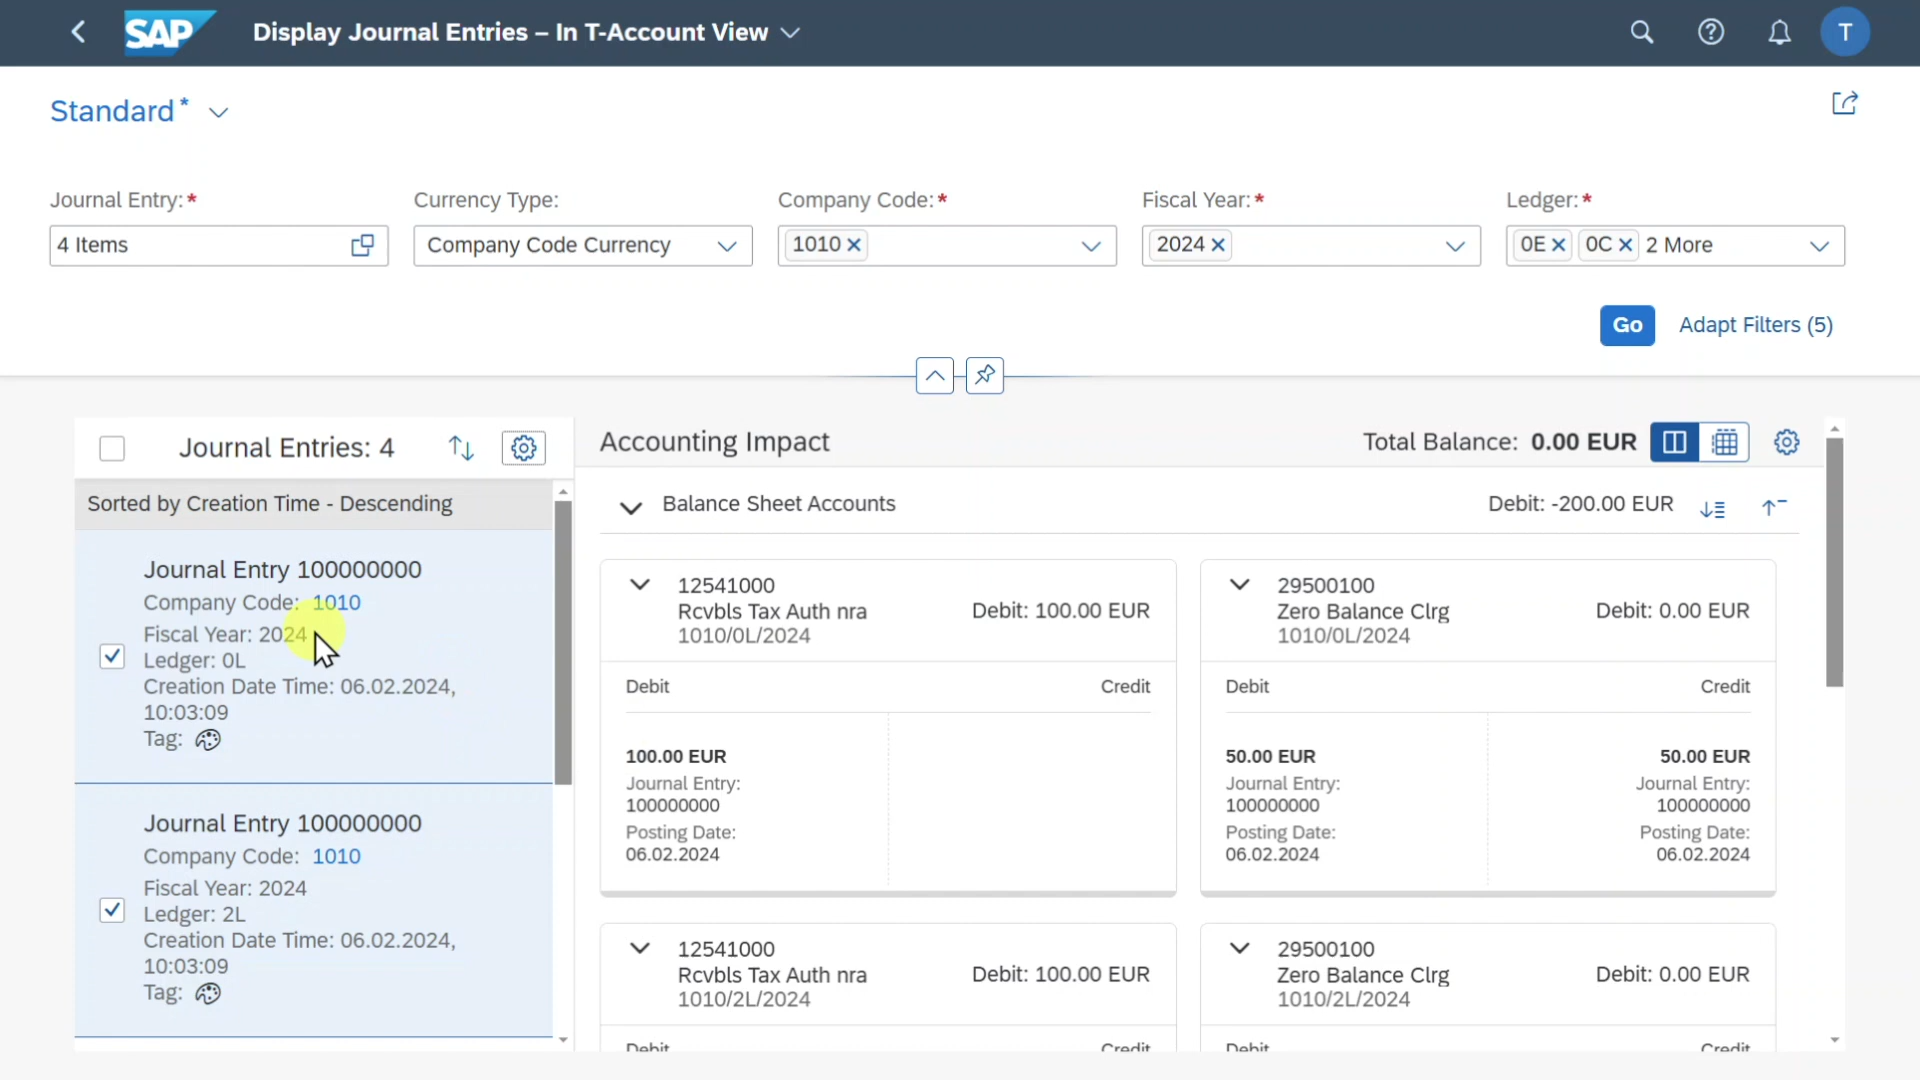 SAP Display Journal Entries – In T-Account View T
Standard*
Journal Entry:* Currency Type: Company Code:* Fiscal Year:* Ledger:*
4 Items Company Code Currency 1010 2024 0E 0C 2 More
Go Adapt Filters (5)
Journal Entries: 4
Sorted by Creation Time - Descending
Journal Entry 100000000
Company Code: 1010
Fiscal Year: 2024
Ledger: 0L
Creation Date Time: 06.02.2024,
10:03:09
Tag:
Journal Entry 100000000
Company Code: 1010
Fiscal Year: 2024
Ledger: 2L
Creation Date Time: 06.02.2024,
10:03:09
Tag:
Accounting Impact Total Balance: 0.00 EUR
Balance Sheet Accounts Debit: -200.00 EUR
12541000
Rcvbls Tax Auth nra Debit: 100.00 EUR
1010/0L/2024
Debit Credit
100.00 EUR
Journal Entry:
100000000
Posting Date:
06.02.2024
29500100
Zero Balance Clrg Debit: 0.00 EUR
1010/0L/2024
Debit Credit
50.00 EUR 50.00 EUR
Journal Entry: Journal Entry:
100000000 100000000
Posting Date: Posting Date:
06.02.2024 06.02.2024
12541000
Rcvbls Tax Auth nra Debit: 100.00 EUR
1010/2L/2024
Debit Credit
29500100
Zero Balance Clrg Debit: 0.00 EUR
1010/2L/2024
Debit Credit